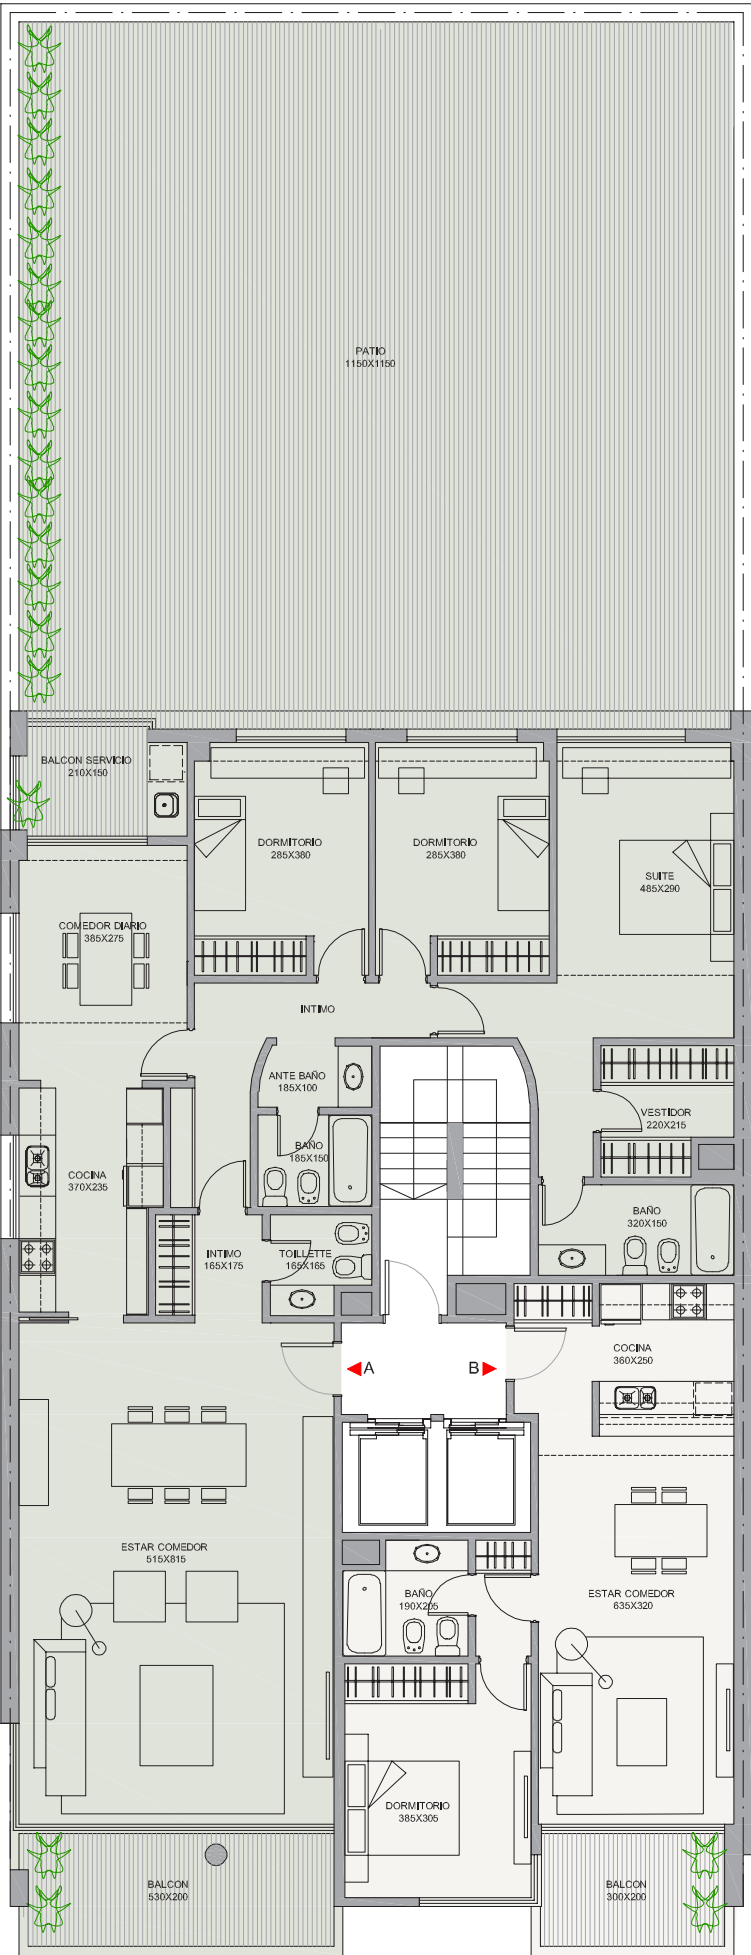 PATIO
1150X1150
BALCON SERVICIO
210X150
DORMITORIO
285X380
DORMITORIO
285X380
SUITE
485X290
COMEDOR DIARIO
385X275
INTIMO
ANTE BAÑO
185X100
VESTIDOR
220X215
BAÑO
185X150
COCINA
370X235
BAÑO
320X150
INTIMO
165X175
TOILLETTE
165X165
COCINA
360X250
A
B
ESTAR COMEDOR
515X815
BAÑO
190X205
ESTAR COMEDOR
635X320
DORMITORIO
385X305
BALCON
530X200
BALCON
300X200